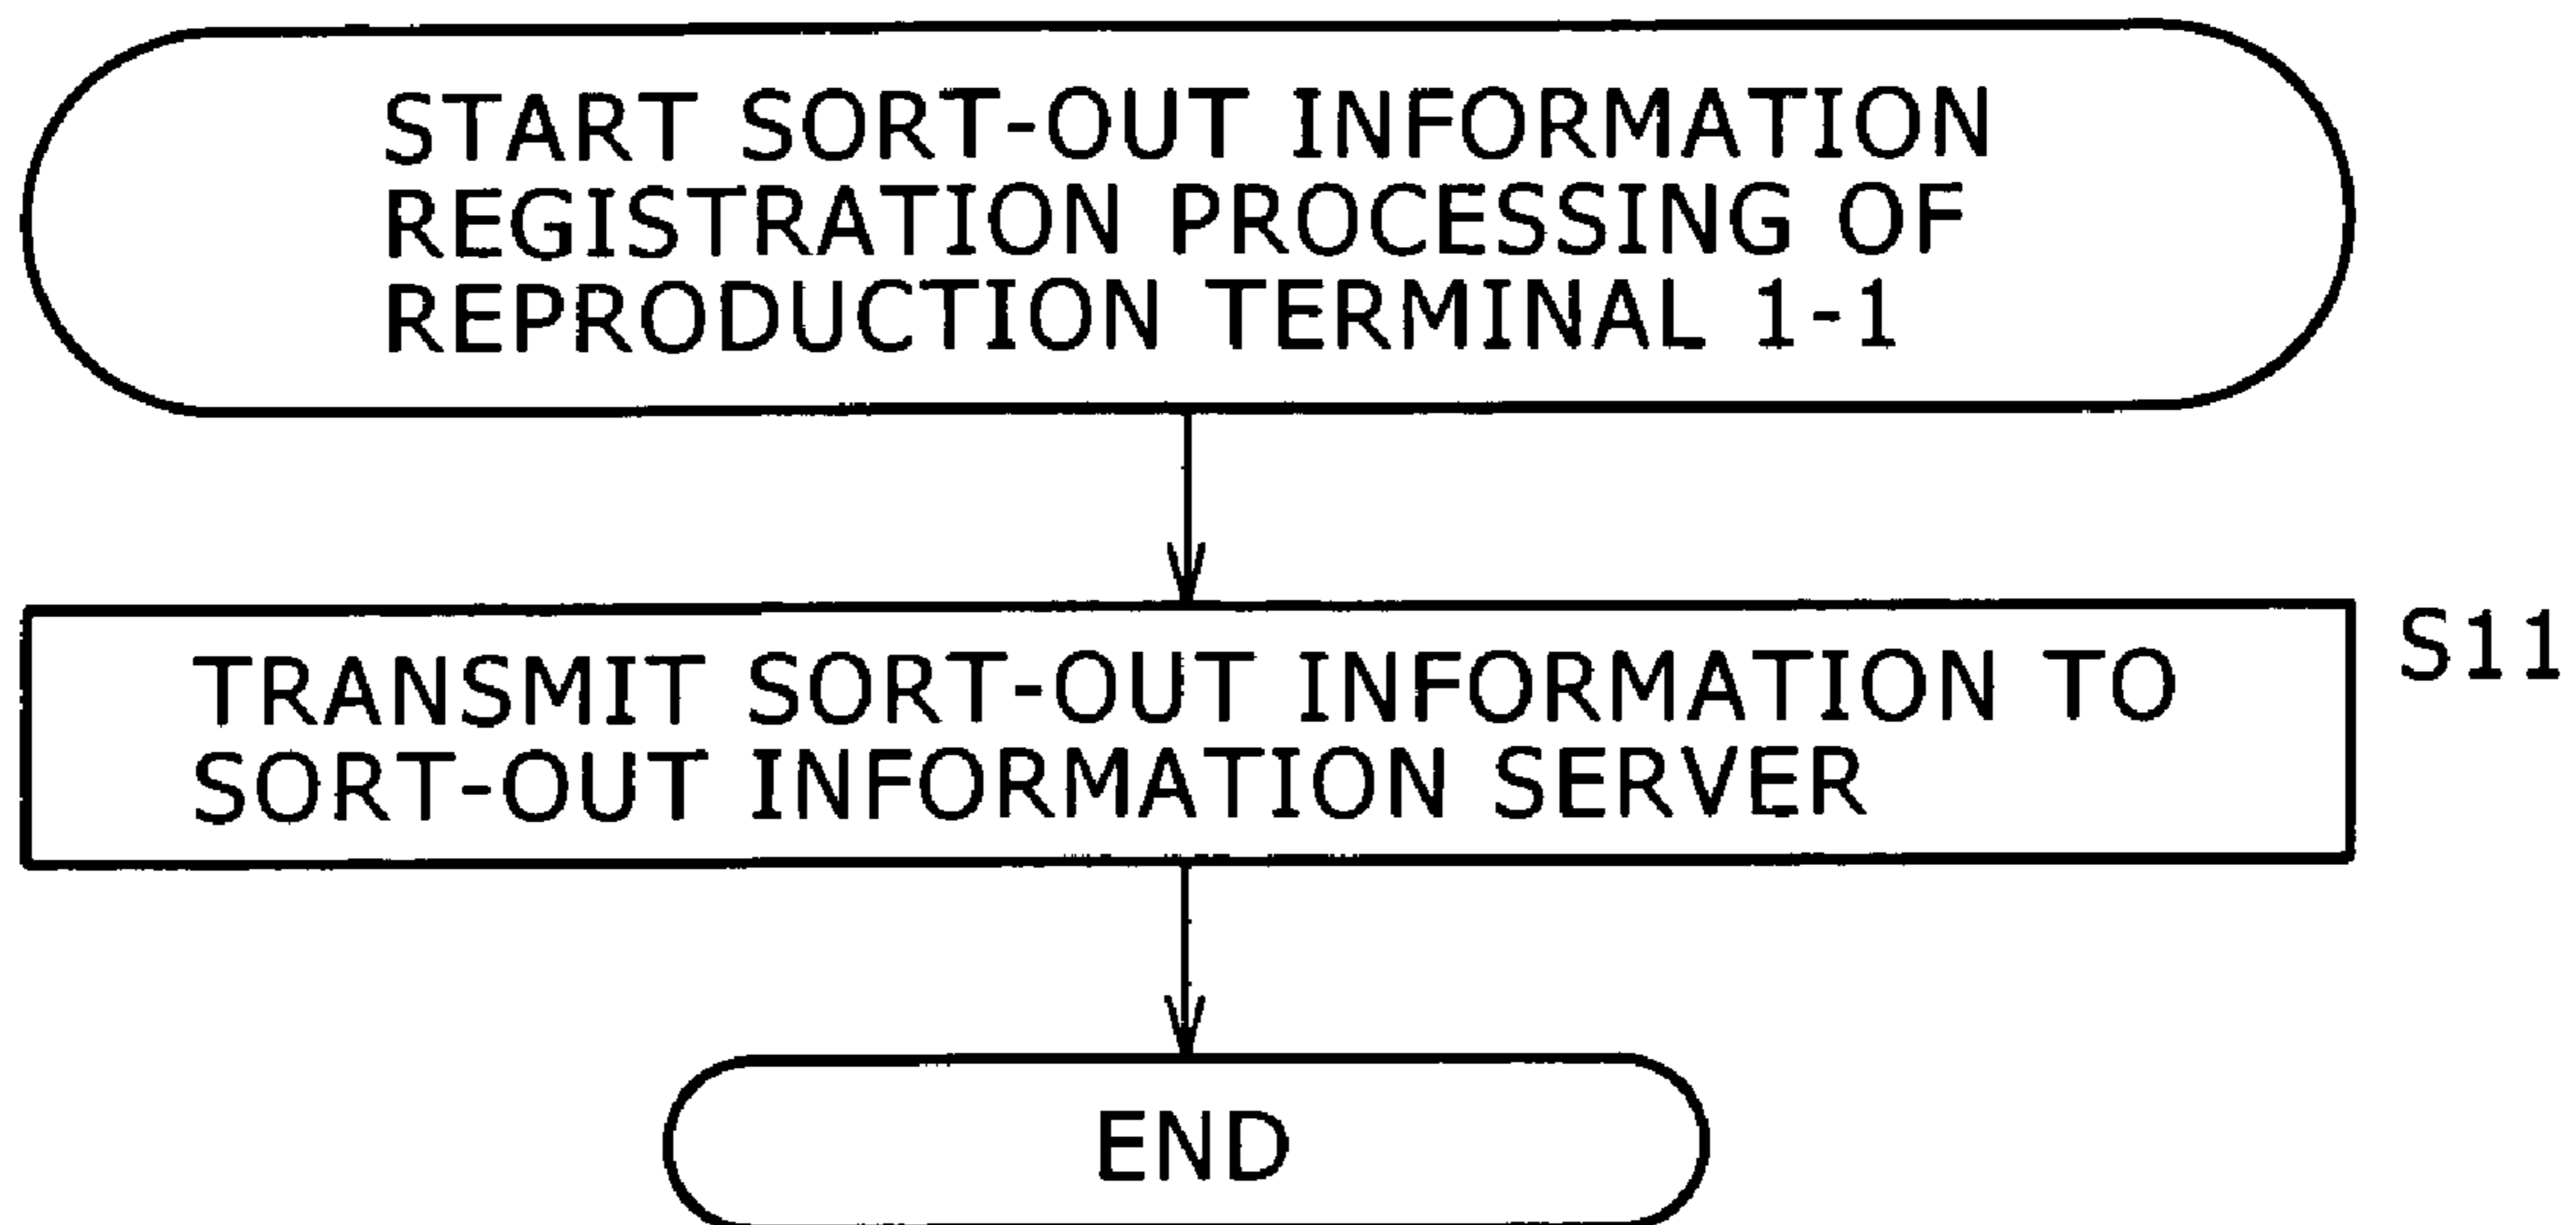 START SORT-OUT INFORMATION
REGISTRATION PROCESSING OF
REPRODUCTION TERMINAL 1-1
S11
TRANSMIT SORT-OUT INFORMATION TO
SORT-OUT INFORMATION SERVER
END